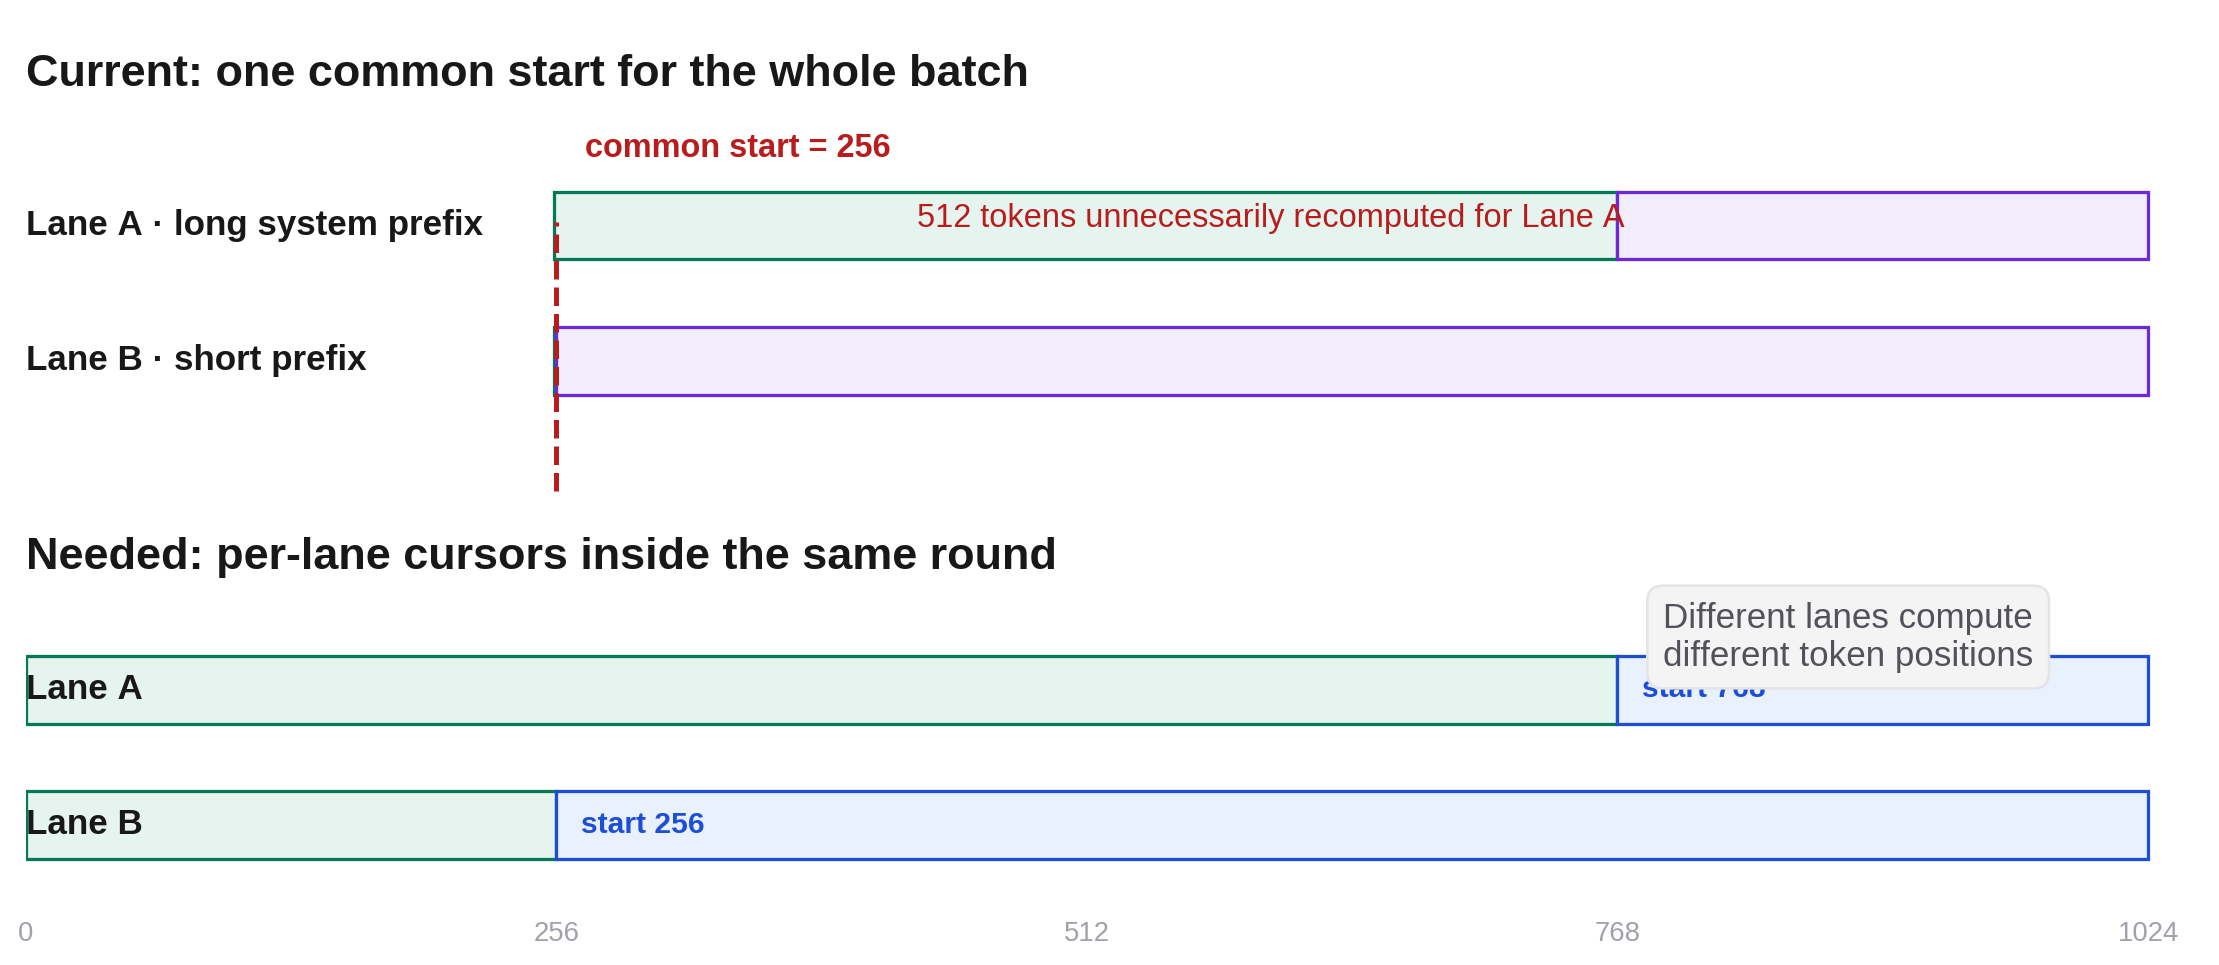 Current: one common start for the whole batch
common start = 256
Lane A · long system prefix
512 tokens unnecessarily recomputed for Lane A
Lane B · short prefix
Needed: per-lane cursors inside the same round
Different lanes compute
different token positions
Lane A
start 768
Lane B
start 256
0 256 512 768 1024